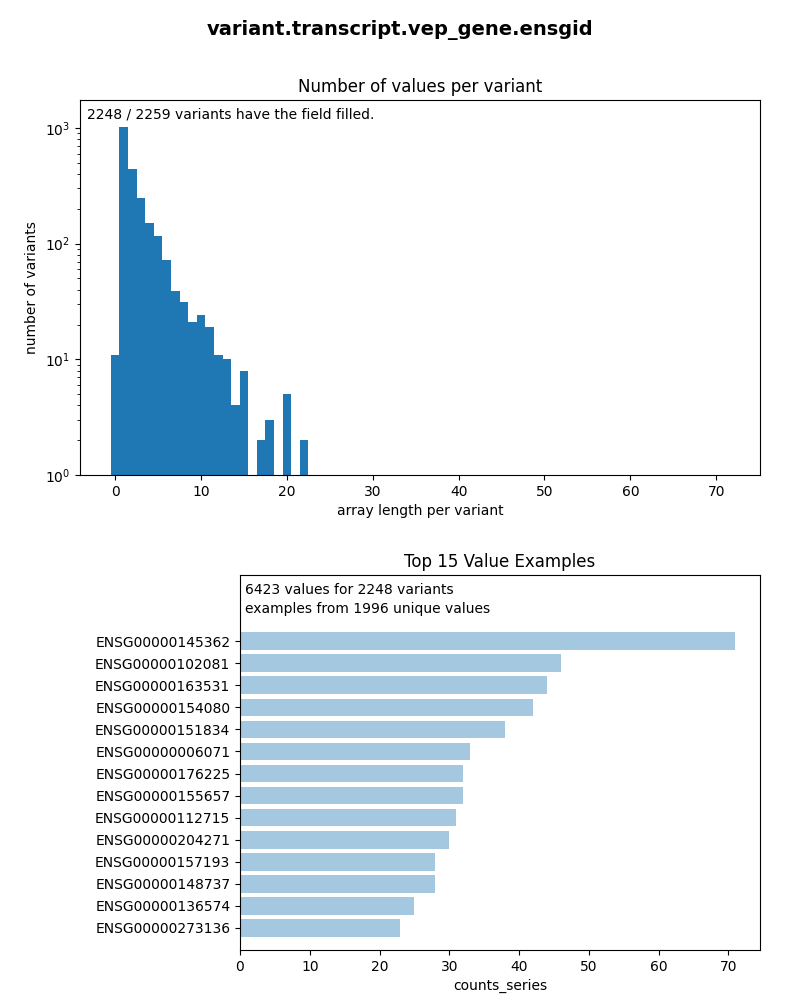 variant.transcript.vep_gene.ensgid
Number of values per variant
2248 / 2259 variants have the field filled.
10³
10²
10¹
10⁰
number of variants
0 10 20 30 40 50 60 70
array length per variant
Top 15 Value Examples
6423 values for 2248 variants
examples from 1996 unique values
ENSG00000145362
ENSG00000102081
ENSG00000163531
ENSG00000154080
ENSG00000151834
ENSG00000006071
ENSG00000176225
ENSG00000155657
ENSG00000112715
ENSG00000204271
ENSG00000157193
ENSG00000148737
ENSG00000136574
ENSG00000273136
0 10 20 30 40 50 60 70
counts_series